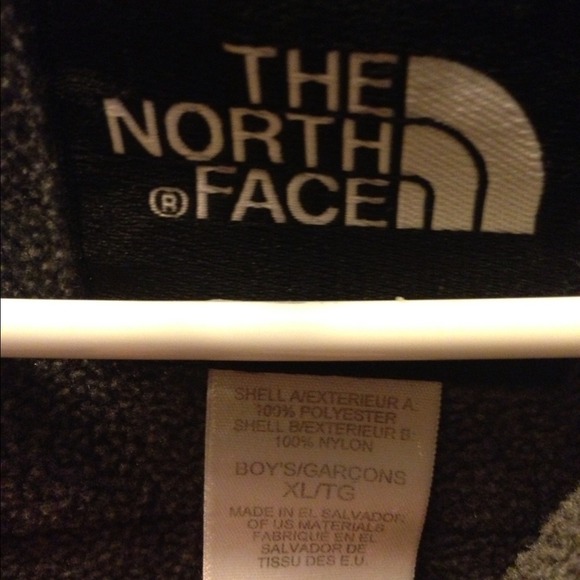 THE
NORTH
® FACE
SHELL A/EXTERIEUR A:
100% POLYESTER
SHELL B/EXTERIEUR B:
100% NYLON
BOY'S/GARÇONS
XL/TG
MADE IN EL SALVADOR
OF US MATERIALS
FABRIQUE EN EL
SALVADOR DE
TISSU DES E.U.